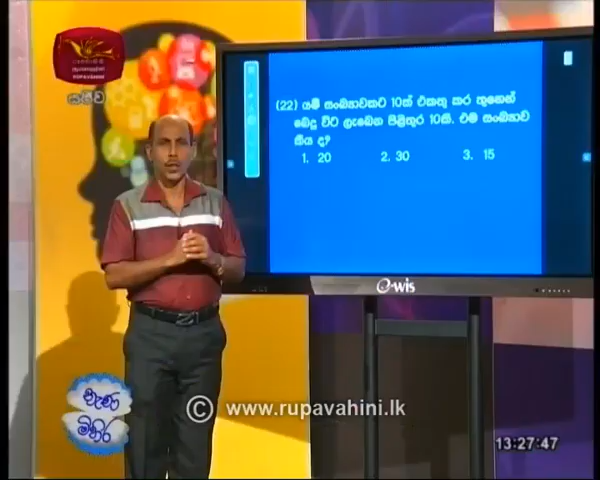 සජීව
(22) යම් සංඛ්‍යාවකට 10ක් එකතු කර තුනෙන්
බෙදූ විට ලැබෙන පිළිතුර 10කි. එම සංඛ්‍යාව
කීය ද?
1. 20 2. 30 3. 15
e-wis
නැණ
මිහිර
© www.rupavahini.lk
13:27:47